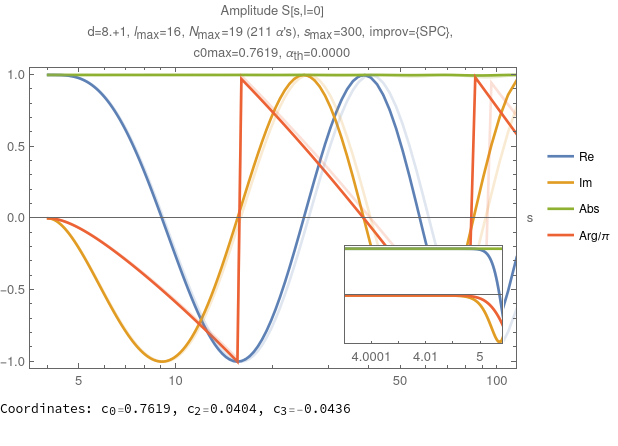 Amplitude S[s,l=0]
d=8.+1, lmax=16, Nmax=19 (211 α's), smax=300, improv={SPC},
c0max=0.7619, αth=0.0000
1.0
0.5
0.0
−0.5
−1.0
5 10 50 100
s
Re
Im
Abs
Arg/π
4.0001 4.01 5
Coordinates: c0=0.7619, c2=0.0404, c3=-0.0436